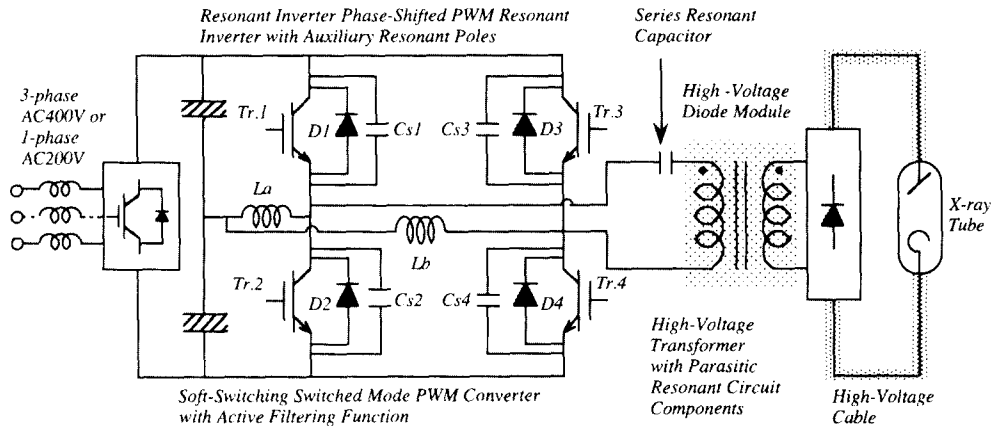 Resonant Inverter Phase-Shifted PWM Resonant
Inverter with Auxiliary Resonant Poles
Series Resonant
Capacitor
3-phase
AC400V or
1-phase
AC200V
Tr.1
D1
Cs1
Cs3
D3
Tr.3
High -Voltage
Diode Module
La
Lb
X-ray
Tube
Tr.2
D2
Cs2
Cs4
D4
Tr.4
High-Voltage
Transformer
with Parasitic
Resonant Circuit
Components
High-Voltage
Cable
Soft-Switching Switched Mode PWM Converter
with Active Filtering Function